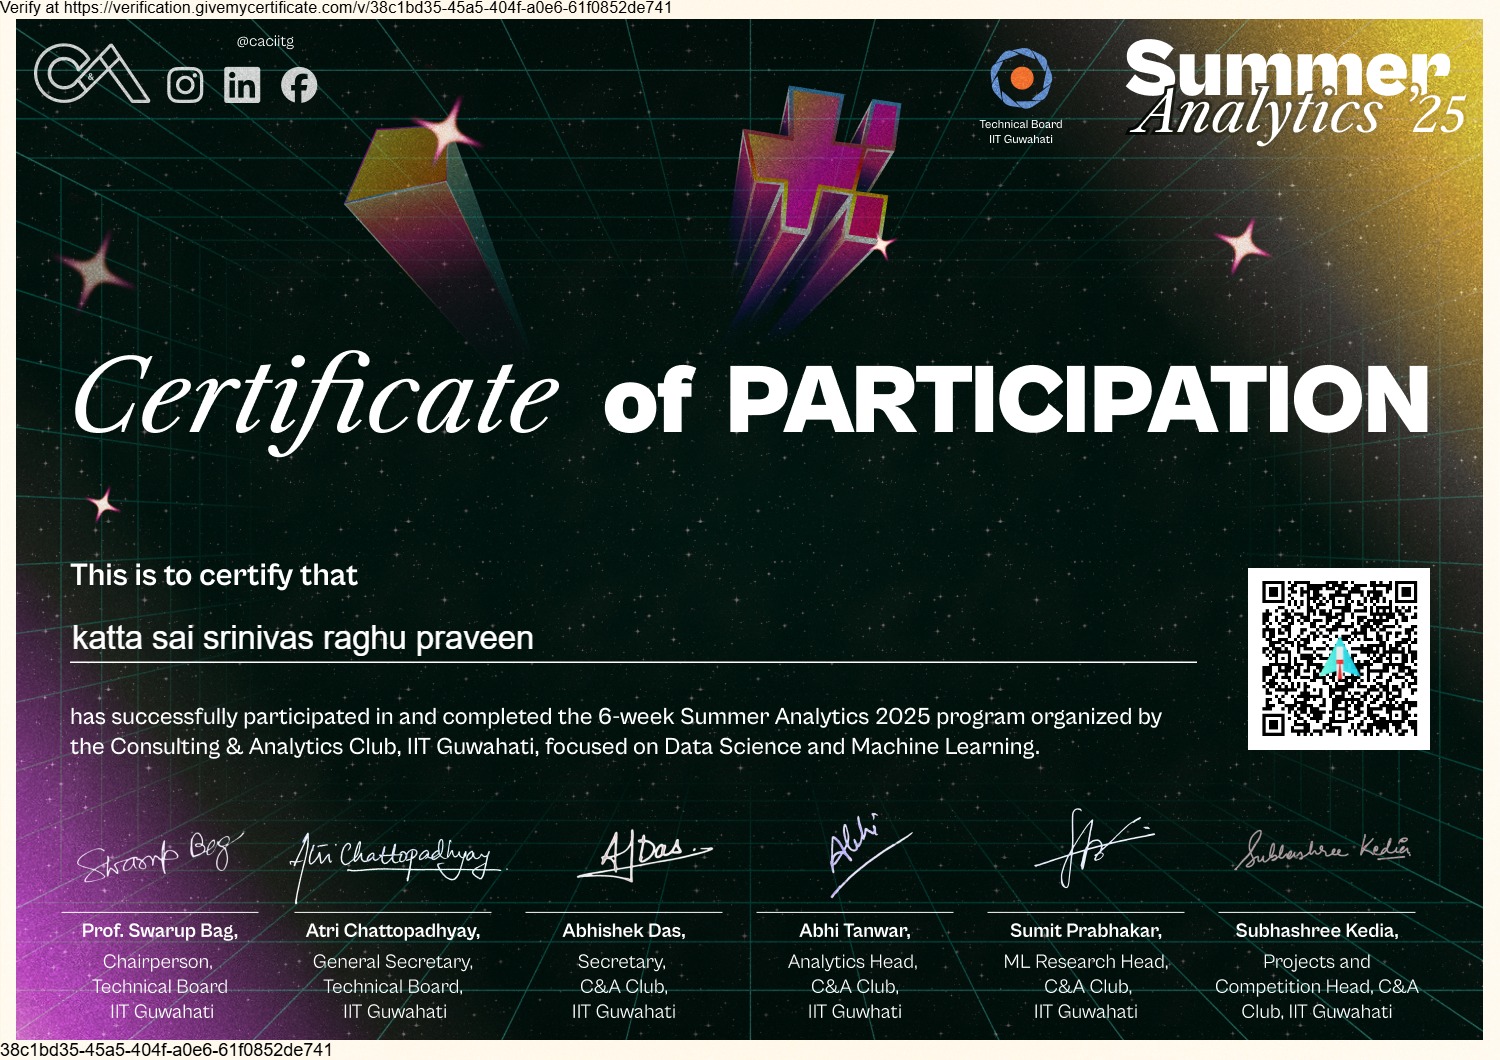 Verify at https://verification.givemycertificate.com/v/38c1bd35-45a5-404f-a0e6-61f0852de741
@caciitg
C&A
Technical Board
IIT Guwahati
Summer
Analytics '25
Certificate of PARTICIPATION
This is to certify that
katta sai srinivas raghu praveen
has successfully participated in and completed the 6-week Summer Analytics 2025 program organized by
the Consulting & Analytics Club, IIT Guwahati, focused on Data Science and Machine Learning.
Swarup Bag
Atri Chattopadhyay
A Das
Abhi
Subhashree Kedia
Prof. Swarup Bag,
Chairperson,
Technical Board
IIT Guwahati
Atri Chattopadhyay,
General Secretary,
Technical Board,
IIT Guwahati
Abhishek Das,
Secretary,
C&A Club,
IIT Guwahati
Abhi Tanwar,
Analytics Head,
C&A Club,
IIT Guwhati
Sumit Prabhakar,
ML Research Head,
C&A Club,
IIT Guwahati
Subhashree Kedia,
Projects and
Competition Head, C&A
Club, IIT Guwahati
38c1bd35-45a5-404f-a0e6-61f0852de741